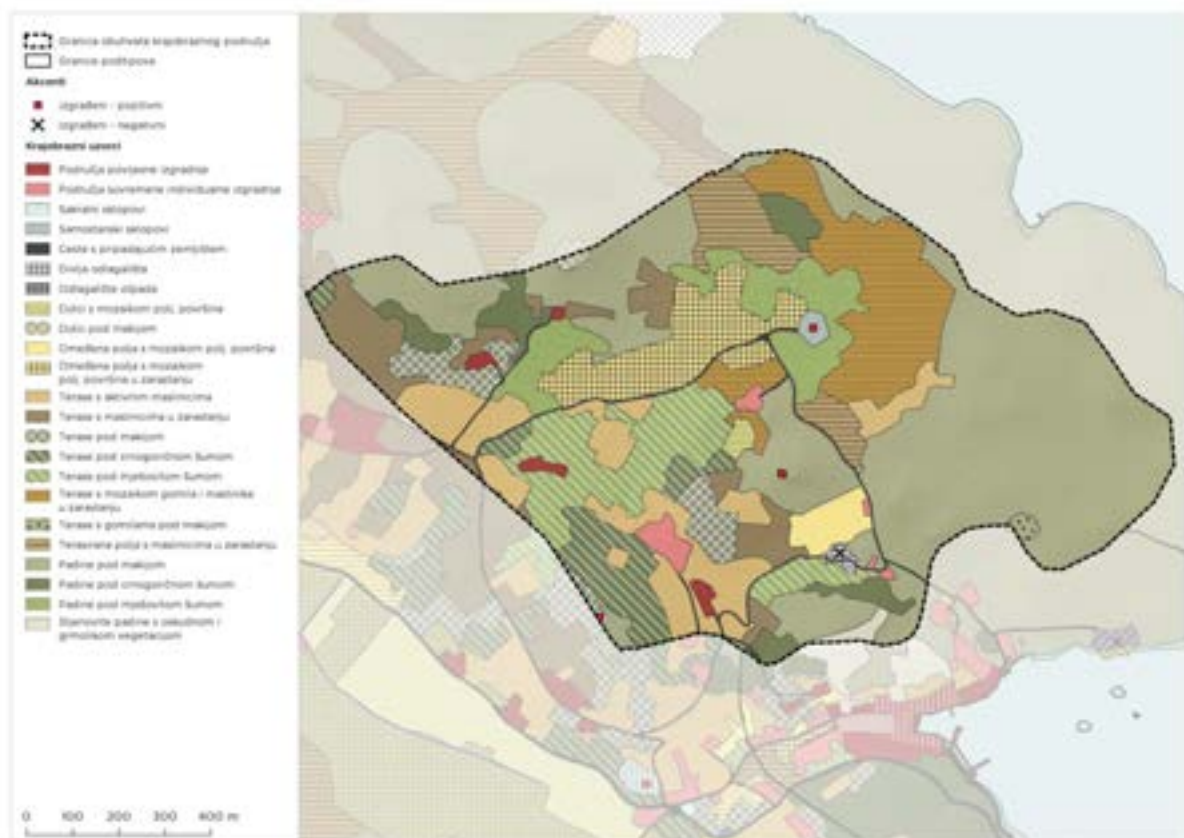 Granica obuhvata krajobraznog područja
Granica podtipova
Akcenti
izgrađeni - pozitivni
izgrađeni - negativni
Krajobrazni uzorci
Područja povijesne izgradnje
Područja suvremene individualne izgradnje
Sakralni sklopovi
Samostanski sklopovi
Ceste s pripadajućim zemljištem
Divlja odlagališta
Odlagališta otpada
Dolci s mozaikom polj. površina
Dolci pod makijom
Omeđena polja s mozaikom polj. površina
Omeđena polja s mozaikom
polj. površina u zarastanju
Terase s aktivnim maslinicima
Terase s maslinicima u zarastanju
Terase pod makijom
Terase pod crnogoričnom šumom
Terase pod mješovitom šumom
Terase s mozaikom gomila i maslinika
u zarastanju
Terase s gomilama pod makijom
Terasirana polja s maslinicima u zarastanju
Padine pod makijom
Padine pod crnogoričnom šumom
Padine pod mješovitom šumom
Stjenovite padine s oskudnom i
grmolikom vegetacijom
0 100 200 300 400 m